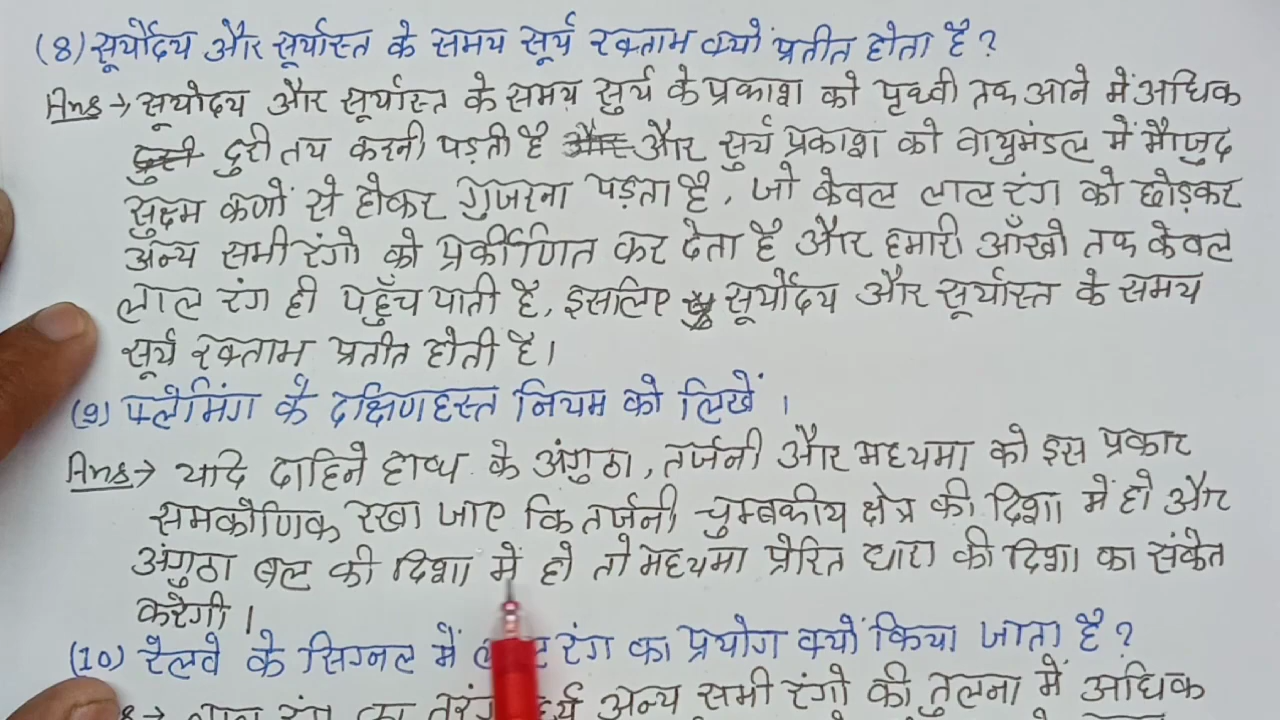 (8) सूर्योदय और सूर्यास्त के समय सूर्य रक्ताम क्यों प्रतीत होता है?
Ans → सूर्योदय और सूर्यास्त के समय सुर्य के प्रकाश को पृथ्वी तक आने में अधिक
दुरी तय करनी पड़ती है और सुर्य प्रकाश को वायुमंडल में मौजुद
सुक्ष्म कणों से होकर गुजरना पड़ता है, जो केवल लाल रंग को छोड़कर
अन्य सभी रंगो को प्रकीर्णित कर देता है और हमारी आँखो तक केवल
लाल रंग ही पहुँच पाती है, इसलिए सूर्योदय और सूर्यास्त के समय
सूर्य रक्ताम प्रतीत होती है।
(9) फ्लेमिंग के दक्षिणहस्त नियम को लिखें ।
Ans → यदि दाहिने हाथ के अंगुठा, तर्जनी और मध्यमा को इस प्रकार
समकोणिक रखा जाए कि तर्जनी चुम्बकीय क्षेत्र की दिशा में हो और
अंगुठा बल की दिशा में हो तो मध्यमा प्रेरित धारा की दिशा का संकेत
करेगी ।
(10) रेलवे के सिग्नल में रंग का प्रयोग क्यों किया जाता है?
रंग का अन्य सभी रंगो की तुलना में अधिक